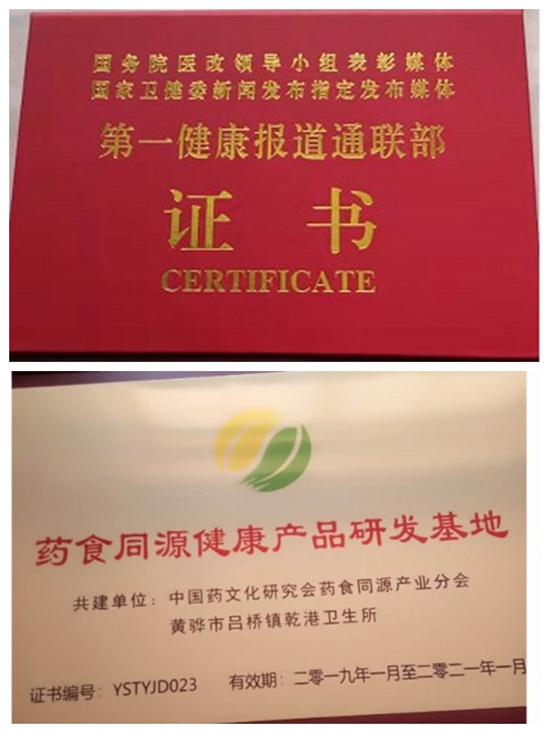 国务院医改领导小组表彰媒体
国家卫健委新闻发布指定发布媒体
第一健康报道通联部
证书
CERTIFICATE
药食同源健康产品研发基地
共建单位：中国药文化研究会药食同源产业分会
黄骅市吕桥镇乾港卫生所
证书编号：YSTYJD023 有效期：二零一九年一月至二零二一年一月